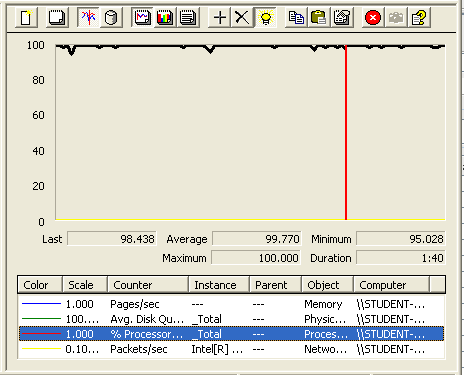 100
80
60
40
20
0
Last 98.438 Average 99.770 Minimum 95.028
Maximum 100.000 Duration 1:40
Color Scale Counter Instance Parent Object Computer
1.000 Pages/sec --- --- Memory \\STUDENT-...
100.... Avg. Disk Qu... _Total --- Physic... \\STUDENT-...
1.000 % Processor... _Total --- Proces... \\STUDENT-...
0.10... Packets/sec Intel[R] ... --- Netwo... \\STUDENT-...